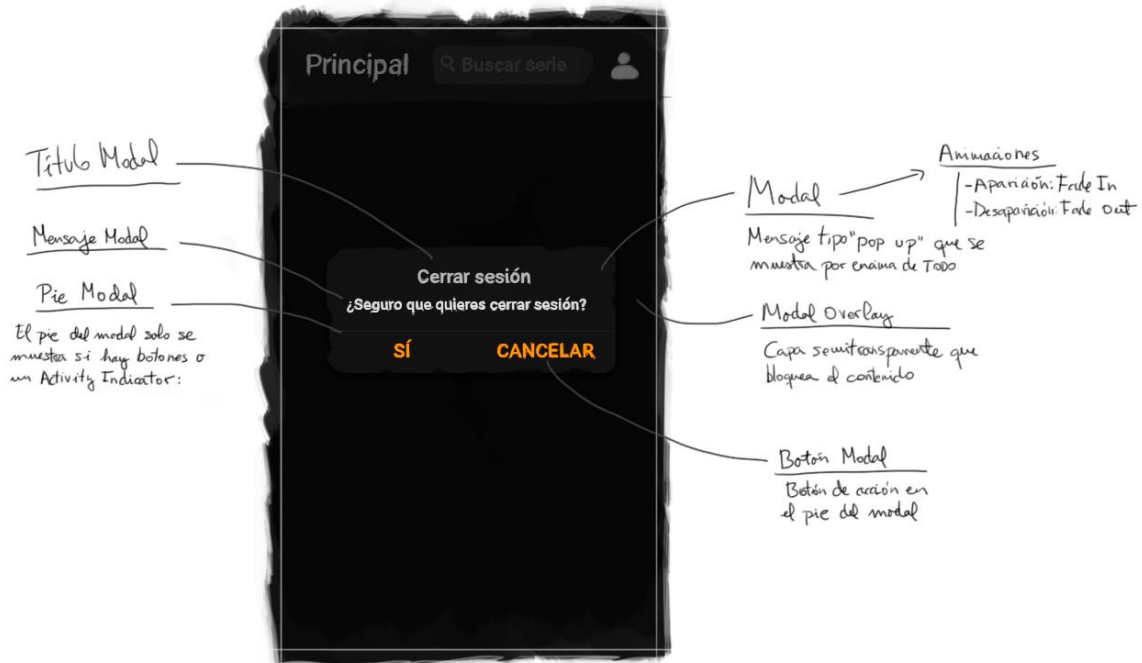 Principal
Buscar serie
Título Modal
Mensaje Modal
Pie Modal
El pie del modal solo se
muestra si hay botones o
un Activity Indicator:
Cerrar sesión
¿Seguro que quieres cerrar sesión?
SÍ
CANCELAR
Modal
Mensaje tipo "pop up" que se
muestra por encima de TODO
Animaciones
-Aparición: Fade In
-Desaparición: Fade Out
Modal Overlay
Capa semitransparente que
bloquea el contenido
Botón Modal
Botón de acción en
el pie del modal